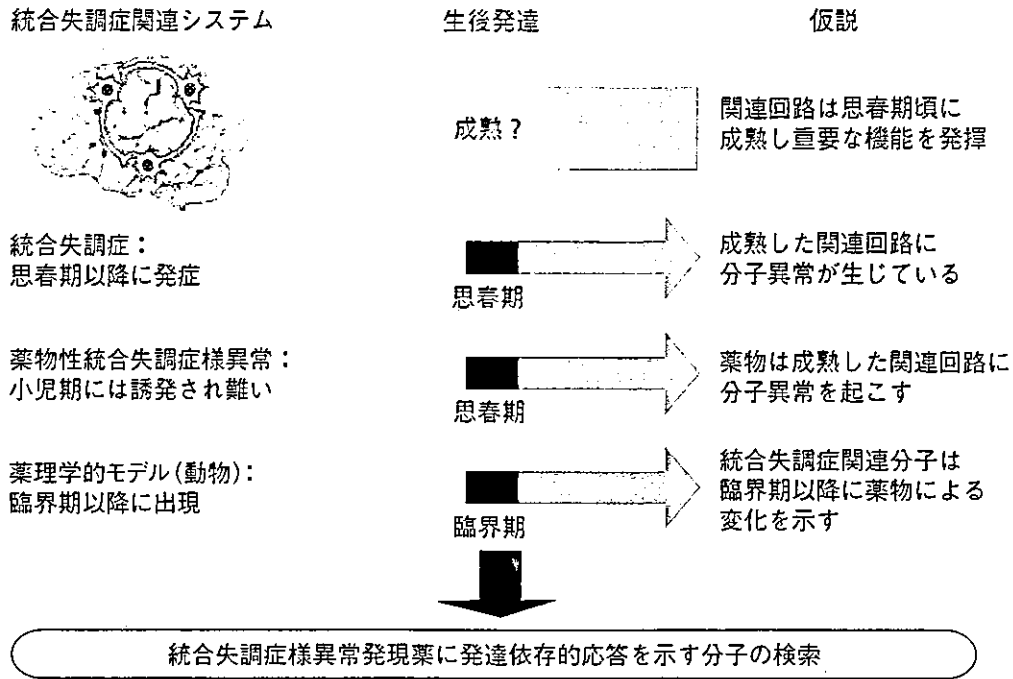 統合失調症関連システム
生後発達
仮説
成熟？
関連回路は思春期頃に
成熟し重要な機能を発揮
統合失調症：
思春期以降に発症
思春期
成熟した関連回路に
分子異常が生じている
薬物性統合失調症様異常：
小児期には誘発され難い
思春期
薬物は成熟した関連回路に
分子異常を起こす
薬理学的モデル（動物）：
臨界期以降に出現
臨界期
統合失調症関連分子は
臨界期以降に薬物による
変化を示す
統合失調症様異常発現薬に発達依存的応答を示す分子の検索